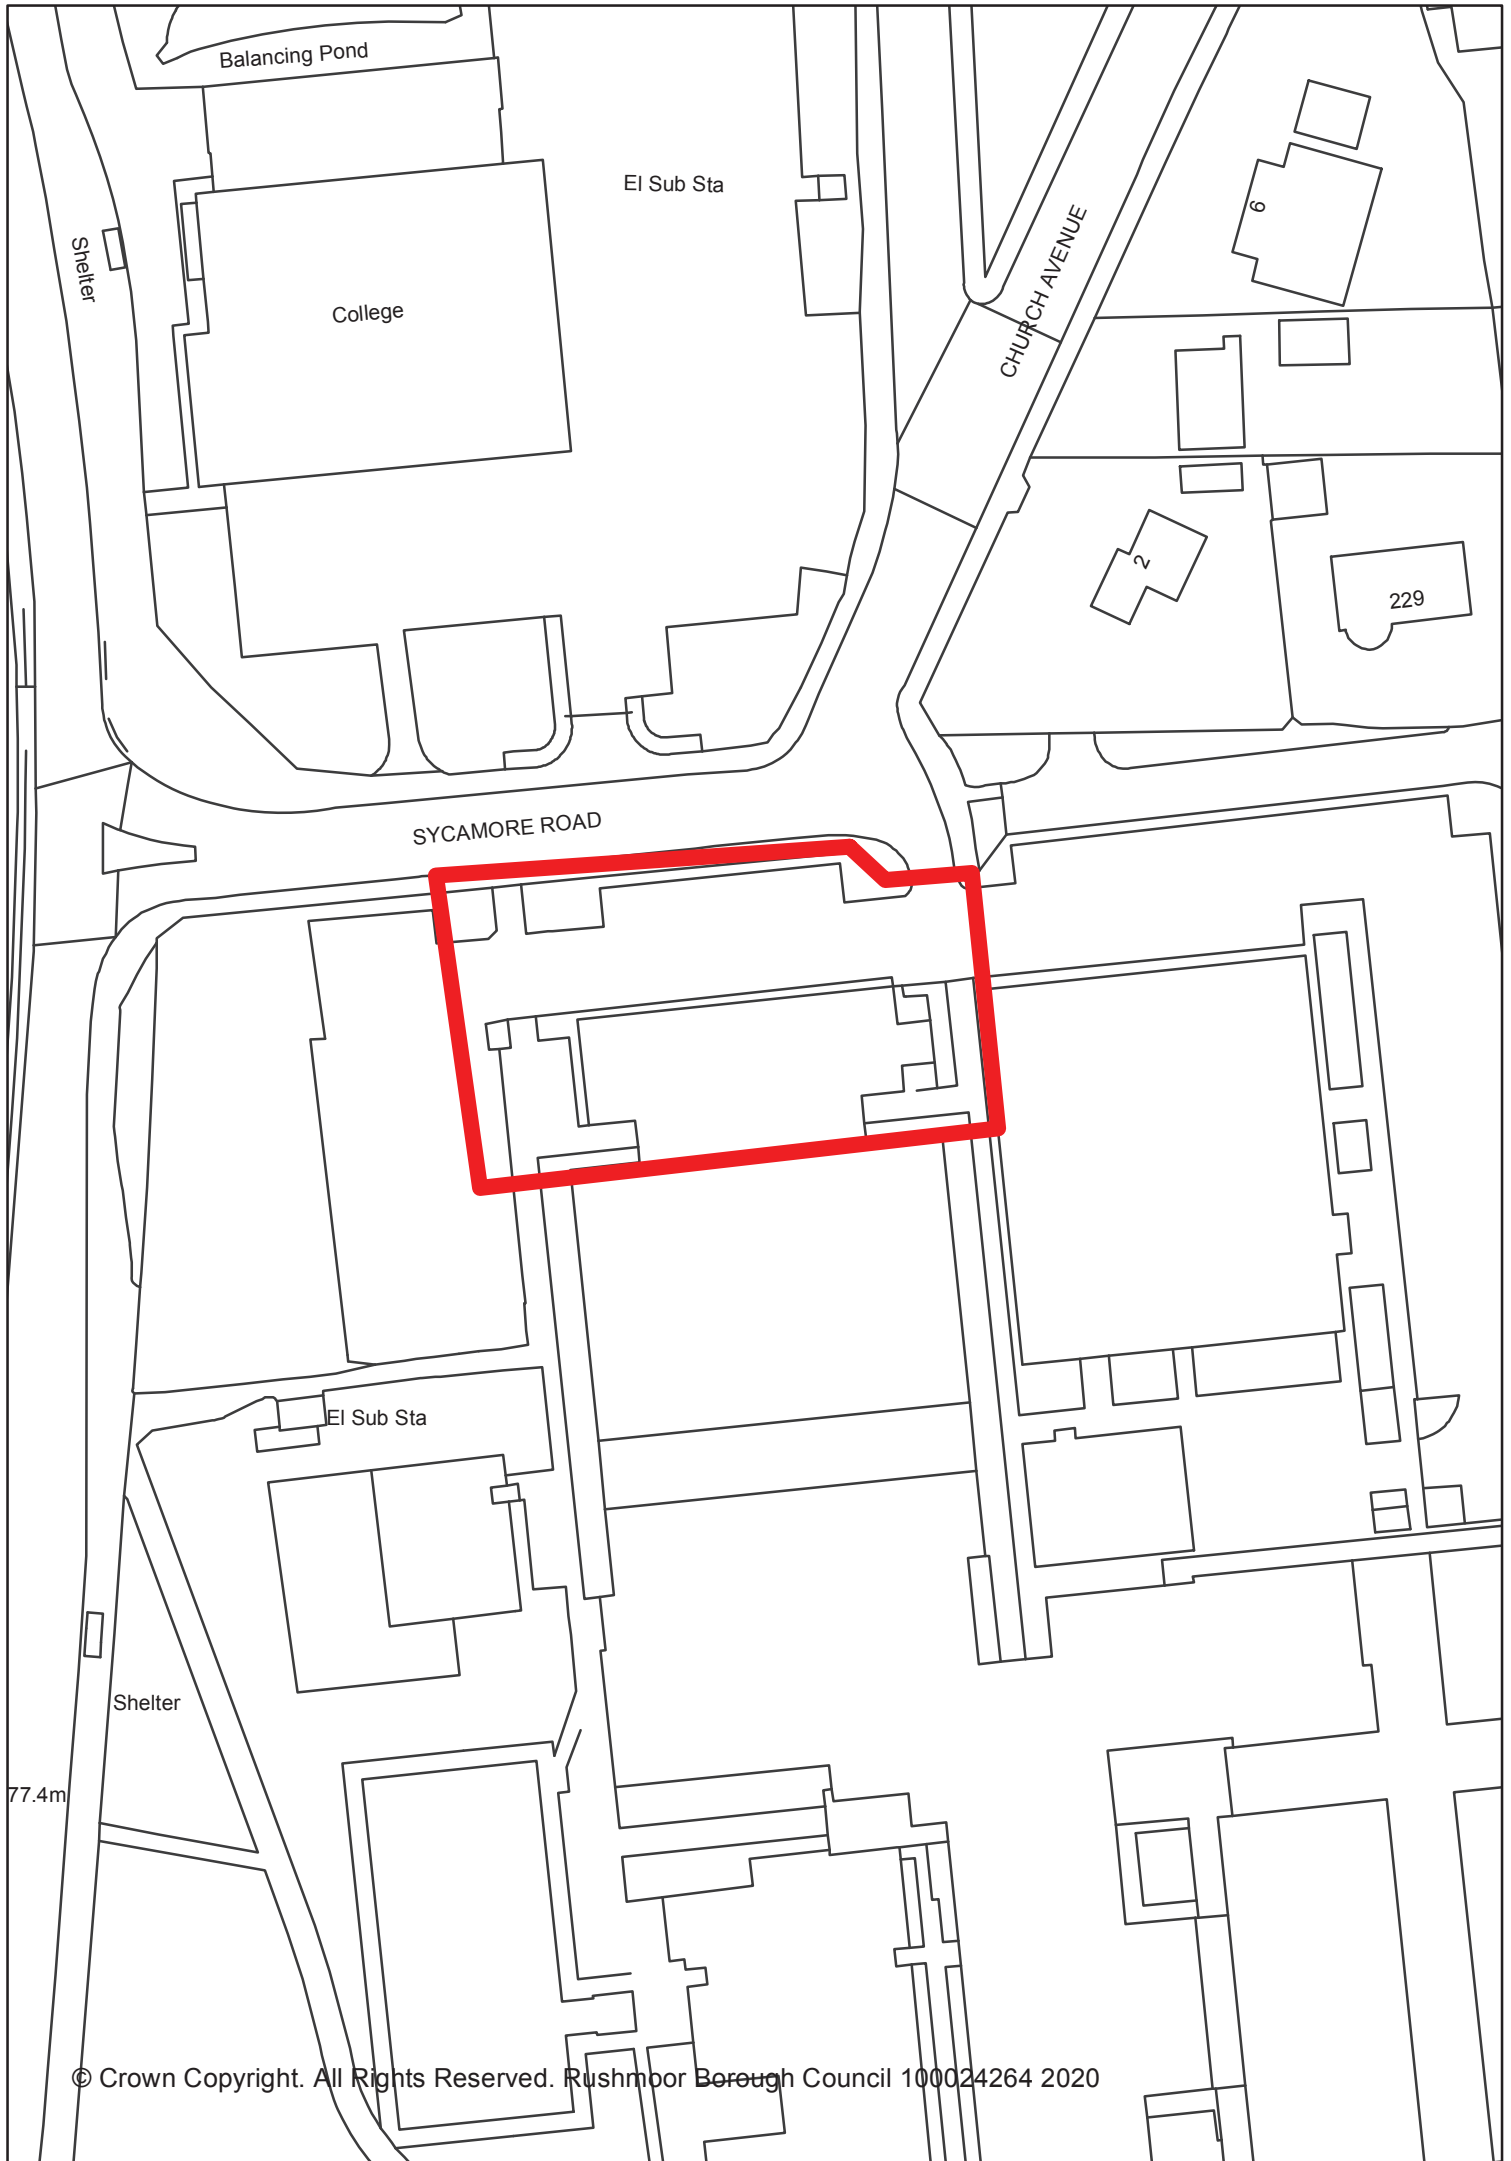 Balancing Pond
El Sub Sta
Shelter
College
CHURCH AVENUE
6
2
229
SYCAMORE ROAD
El Sub Sta
Shelter
77.4m
© Crown Copyright. All Rights Reserved. Rushmoor Borough Council 100024264 2020